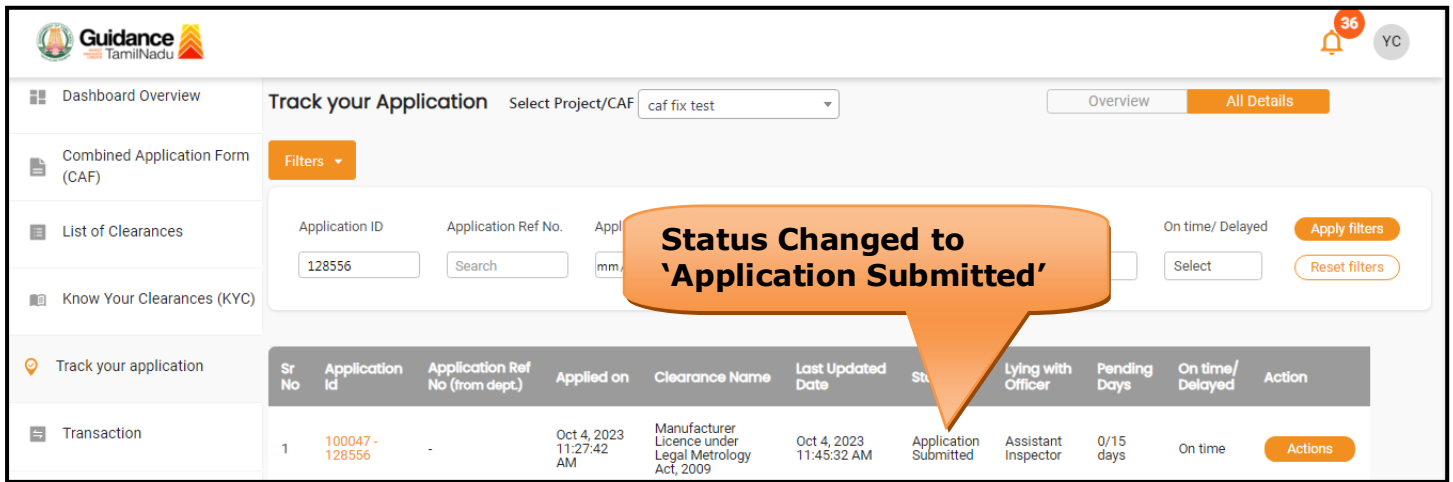 Guidance
TamilNadu
36
YC
Dashboard Overview
Combined Application Form
(CAF)
List of Clearances
Know Your Clearances (KYC)
Track your application
Transaction
Track your Application Select Project/CAF caf fix test
Overview All Details
Filters
Application ID Application Ref No. Appl On time/ Delayed Apply filters
128556 Search mm/ Select Reset filters
Status Changed to
‘Application Submitted’
Sr
No
Application
Id
Application Ref
No (from dept.)
Applied on
Clearance Name
Last Updated
Date
Lying with
Officer
Pending
Days
On time/
Delayed
Action
1
100047 -
128556
-
Oct 4, 2023
11:27:42
AM
Manufacturer
Licence under
Legal Metrology
Act, 2009
Oct 4, 2023
11:45:32 AM
Application
Submitted
Assistant
Inspector
0/15
days
On time
Actions